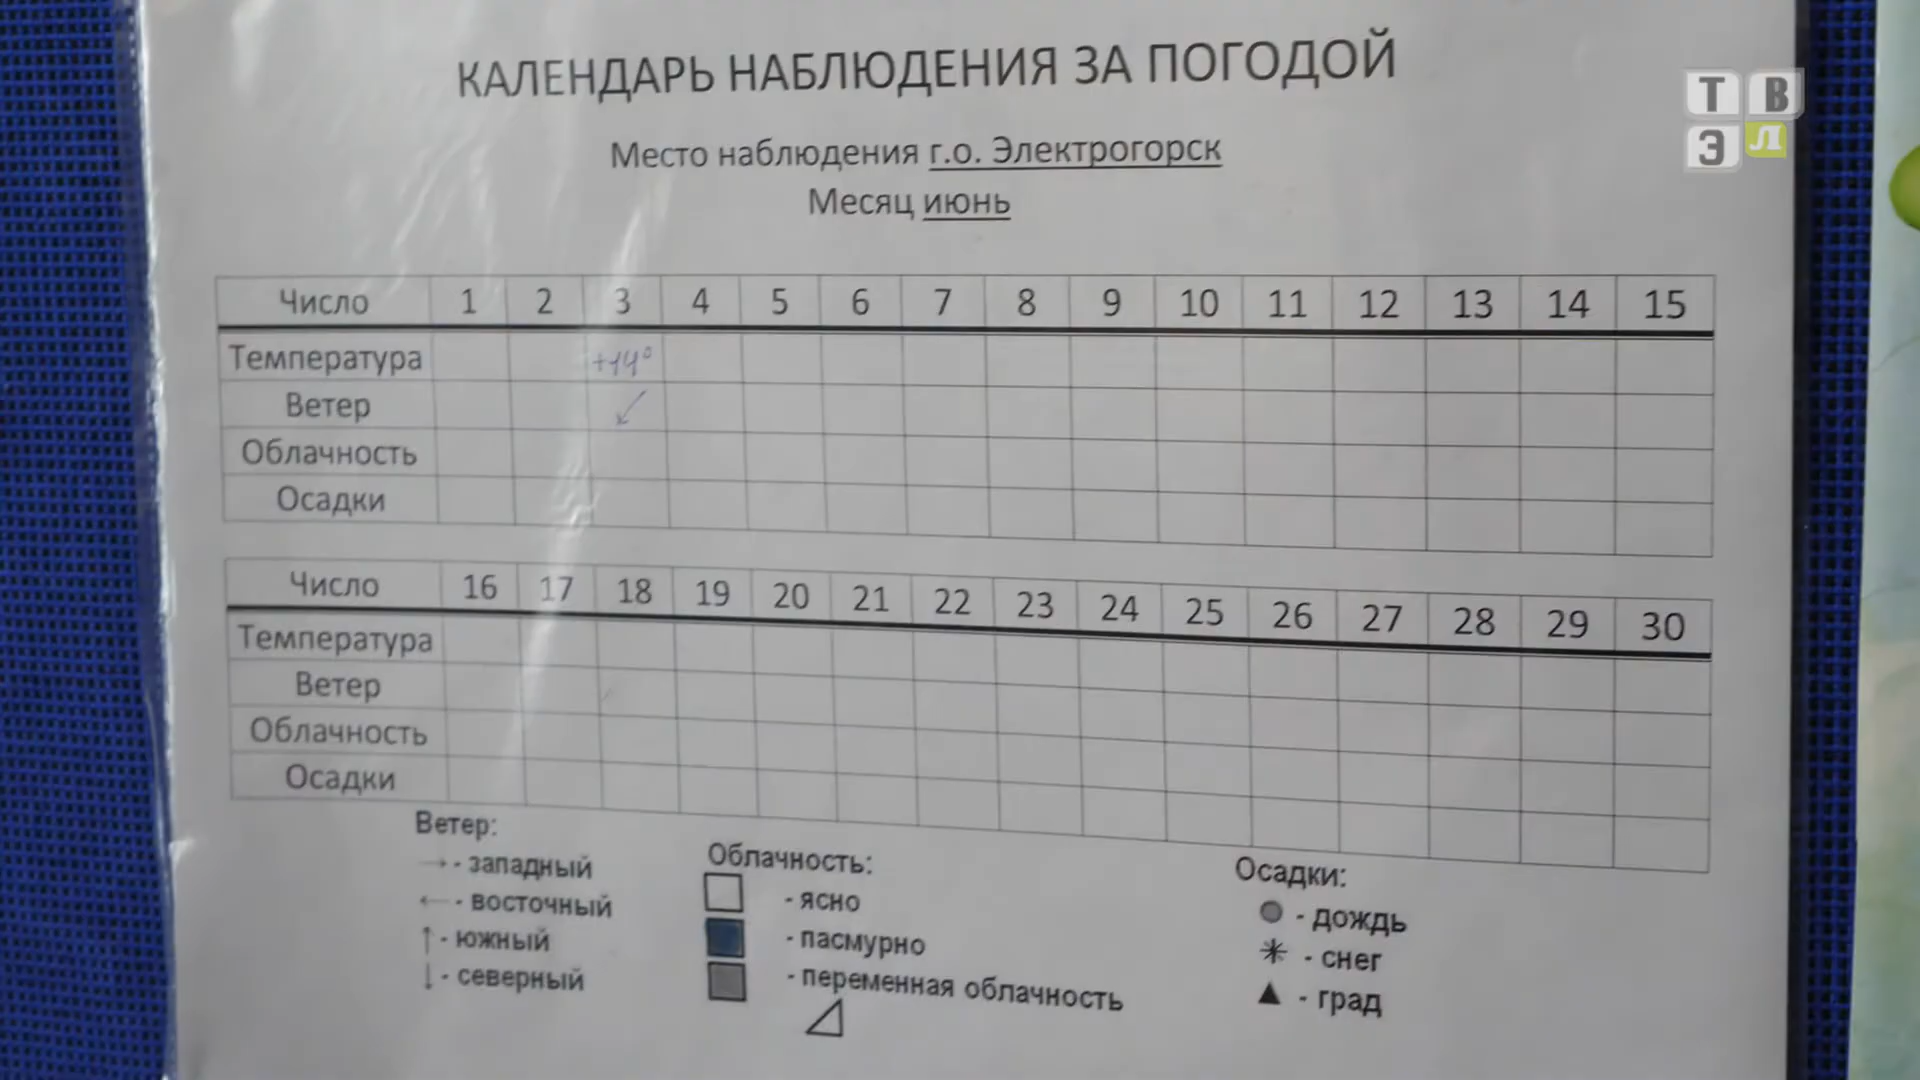 КАЛЕНДАРЬ НАБЛЮДЕНИЯ ЗА ПОГОДОЙ
ТВ
ЭЛ
Место наблюдения г.о. Электрогорск
Месяц июнь
Число 1 2 3 4 5 6 7 8 9 10 11 12 13 14 15
Температура +14°
Ветер ↙
Облачность
Осадки
Число 16 17 18 19 20 21 22 23 24 25 26 27 28 29 30
Температура
Ветер
Облачность
Осадки
Ветер:
→ - западный
← - восточный
↑ - южный
↓ - северный
Облачность:
- ясно
- пасмурно
- переменная облачность
Осадки:
- дождь
- снег
- град